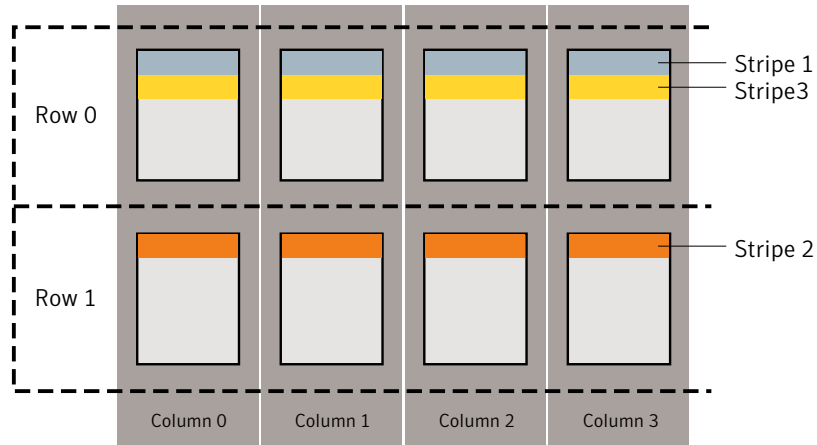 Stripe 1
Stripe3
Row 0
Stripe 2
Row 1
Column 0
Column 1
Column 2
Column 3